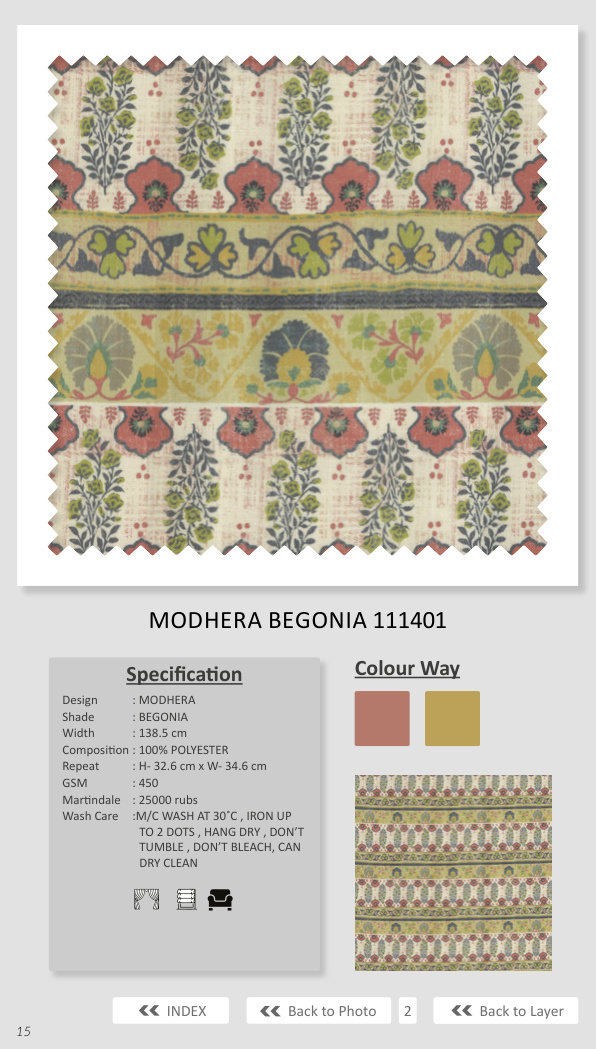 MODHERA BEGONIA 111401
Specification
Design : MODHERA
Shade : BEGONIA
Width : 138.5 cm
Composition : 100% POLYESTER
Repeat : H- 32.6 cm x W- 34.6 cm
GSM : 450
Martindale : 25000 rubs
Wash Care :M/C WASH AT 30˚C , IRON UP
TO 2 DOTS , HANG DRY , DON’T
TUMBLE , DON’T BLEACH, CAN
DRY CLEAN
Colour Way
INDEX
Back to Photo
2
Back to Layer
15